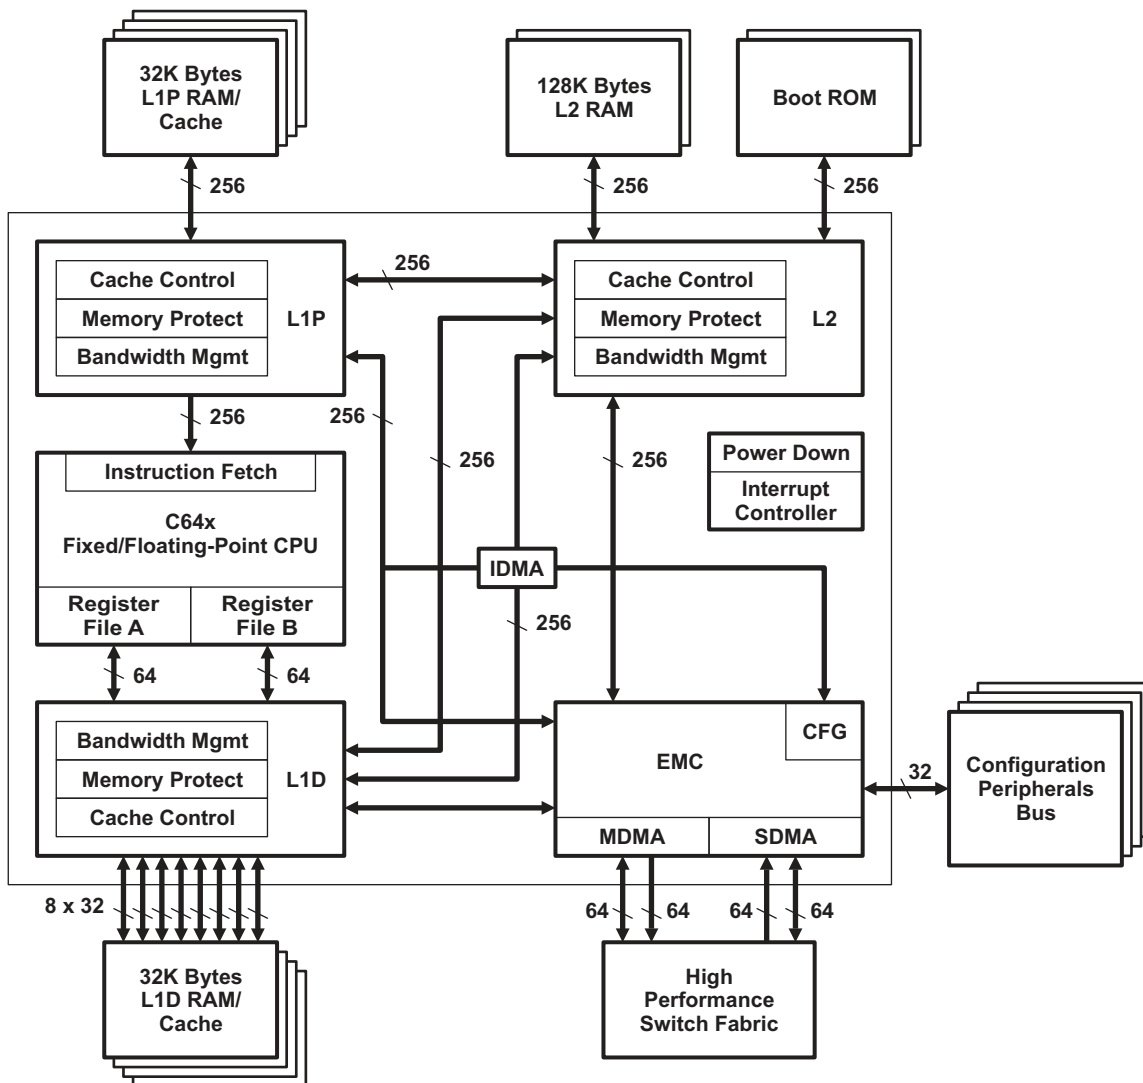 32K Bytes
L1P RAM/
Cache
128K Bytes
L2 RAM
Boot ROM
256
256
256
Cache Control
Memory Protect
Bandwidth Mgmt
L1P
256
Cache Control
Memory Protect
Bandwidth Mgmt
L2
256
256
256
256
Power Down
Interrupt
Controller
Instruction Fetch
C64x
Fixed/Floating-Point CPU
Register
File A
Register
File B
IDMA
256
64
64
Bandwidth Mgmt
Memory Protect
Cache Control
L1D
EMC
CFG
MDMA
SDMA
32
Configuration
Peripherals
Bus
8 x 32
64
64
64
64
32K Bytes
L1D RAM/
Cache
High
Performance
Switch Fabric